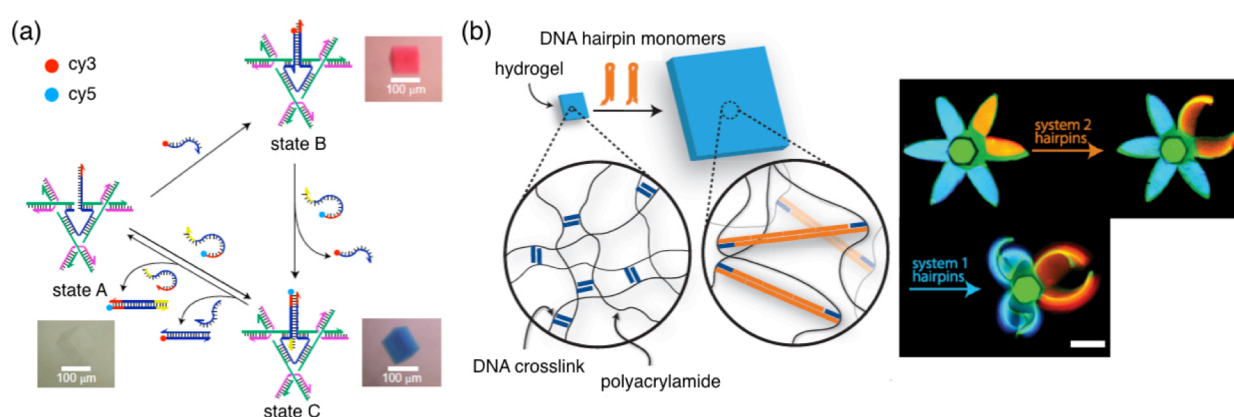 (a)
cy3
cy5
100 μm
state B
state A
100 μm
100 μm
state C
(b)
DNA hairpin monomers
hydrogel
DNA crosslink
polyacrylamide
system 2
hairpins
system 1
hairpins